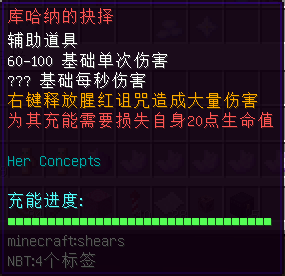 库哈纳的抉择
辅助道具
60-100 基础单次伤害
??? 基础每秒伤害
右键释放腥红诅咒造成大量伤害
为其充能需要损失自身20点生命值
Her Concepts
充能进度:
minecraft:shears
NBT:4个标签